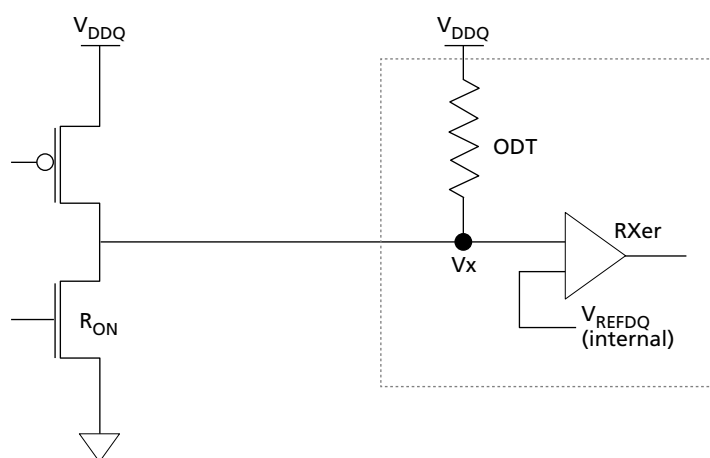 VDDQ
VDDQ
ODT
RXer
Vx
RON
VREFDQ
(internal)